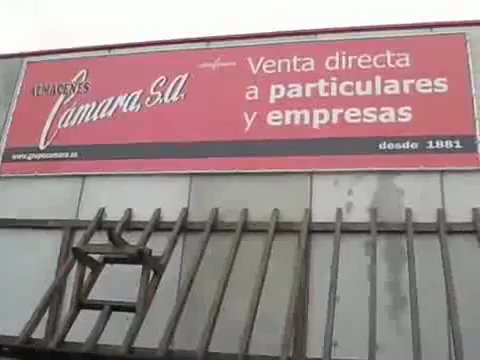 ALMACENES
Cámara, S.A.
Venta directa
a particulares
y empresas
www.grupocamara.es
desde 1881